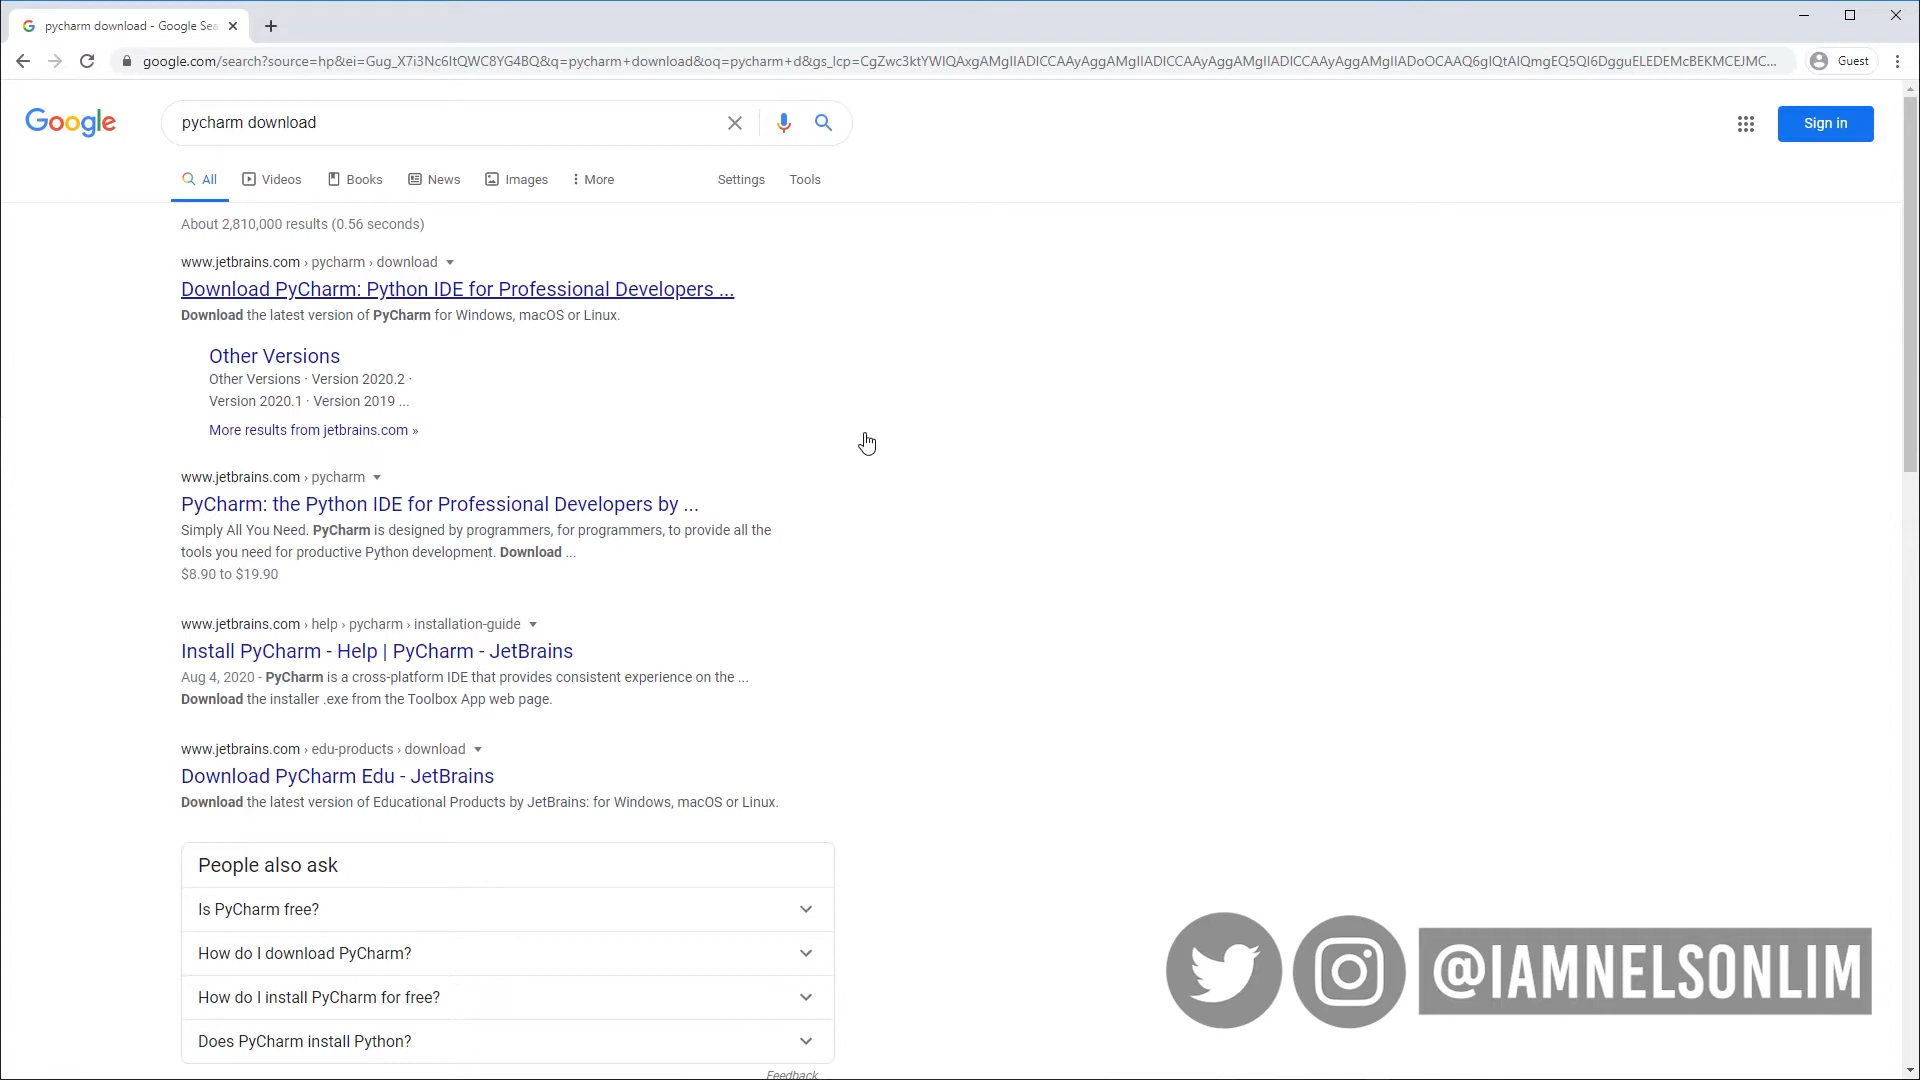 pycharm download - Google Sea
google.com/search?source=hp&ei=Gug_X7i3Nc6ItQWC8YG4BQ&q=pycharm+download&oq=pycharm+d&gs_lcp=CgZwc3ktYWIQAxgAMgIIADICCAAyAggAMgIIADICCAAyAggAMgIIADICCAAyAggAMgIIADoOCAAQ6gIQtAIQmgEQ5QI6DgguELEDEMcBEKMCEJMC...
Guest
Google
pycharm download
Sign in
All
Videos
Books
News
Images
More
Settings
Tools
About 2,810,000 results (0.56 seconds)
www.jetbrains.com › pycharm › download
Download PyCharm: Python IDE for Professional Developers ...
Download the latest version of PyCharm for Windows, macOS or Linux.
Other Versions
Other Versions · Version 2020.2 ·
Version 2020.1 · Version 2019 ...
More results from jetbrains.com »
www.jetbrains.com › pycharm
PyCharm: the Python IDE for Professional Developers by ...
Simply All You Need. PyCharm is designed by programmers, for programmers, to provide all the
tools you need for productive Python development. Download ...
$8.90 to $19.90
www.jetbrains.com › help › pycharm › installation-guide
Install PyCharm - Help | PyCharm - JetBrains
Aug 4, 2020 - PyCharm is a cross-platform IDE that provides consistent experience on the ...
Download the installer .exe from the Toolbox App web page.
www.jetbrains.com › edu-products › download
Download PyCharm Edu - JetBrains
Download the latest version of Educational Products by JetBrains: for Windows, macOS or Linux.
People also ask
Is PyCharm free?
How do I download PyCharm?
How do I install PyCharm for free?
Does PyCharm install Python?
Feedback
@IAMNELSONLIM